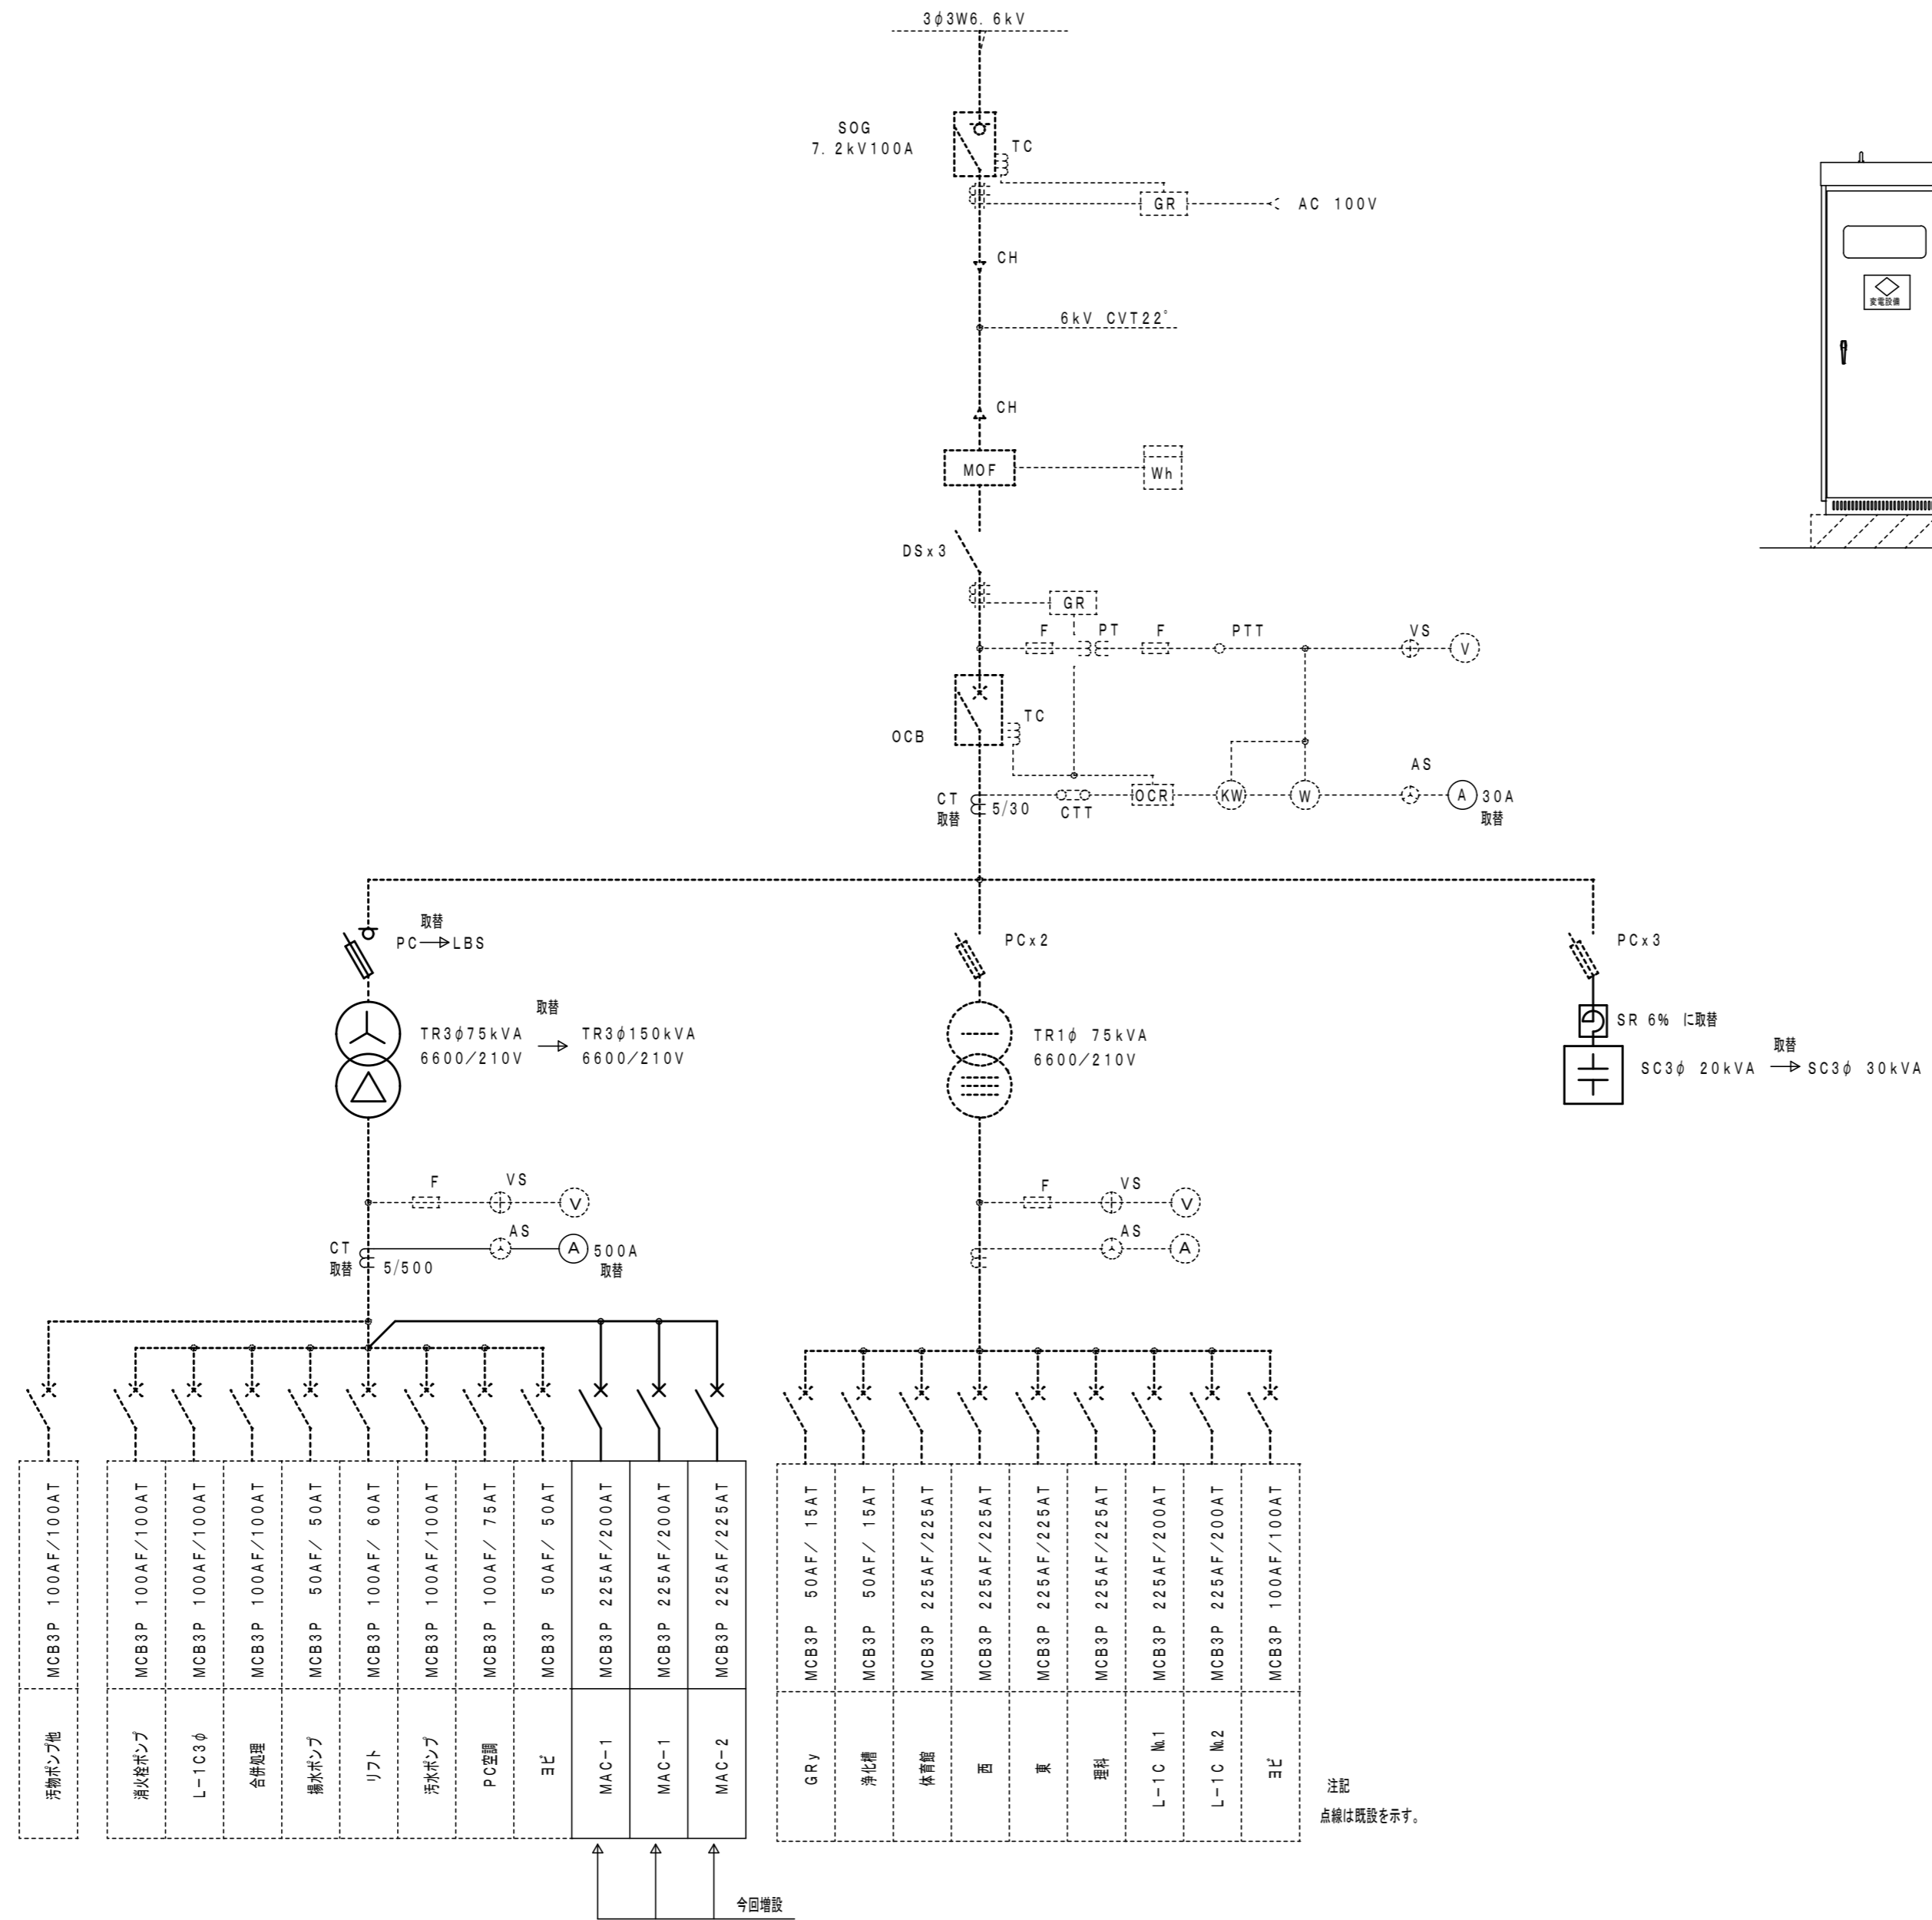 3φ3W6.6kV
SOG
7.2kV100A
TC
GR
AC 100V
CH
変電設備
6kV CVT22°
CH
MOF
Wh
DSx3
GR
F
PT
F
PTT
VS
V
TC
OCB
AS
CT
取替
5/30
CTT
OCR
KW
W
A
30A
取替
取替
PC
LBS
PCx2
PCx3
取替
TR3φ75kVA
6600/210V
TR3φ150kVA
6600/210V
TR1φ 75kVA
6600/210V
SR 6% に取替
取替
SC3φ 20kVA
SC3φ 30kVA
F
VS
V
AS
CT
取替
5/500
A
500A
取替
F
VS
V
AS
A
MCB3P 100AF/100AT
汚物ポンプ他
MCB3P 100AF/100AT
消火栓ポンプ
MCB3P 100AF/100AT
L-1C3φ
MCB3P 100AF/100AT
合併処理
MCB3P 50AF/ 50AT
揚水ポンプ
MCB3P 100AF/ 60AT
リフト
MCB3P 100AF/100AT
汚水ポンプ
MCB3P 100AF/ 75AT
PC空調
MCB3P 50AF/ 50AT
ヨビ
MCB3P 225AF/200AT
MAC-1
MCB3P 225AF/200AT
MAC-1
MCB3P 225AF/225AT
MAC-2
MCB3P 50AF/ 15AT
GRy
MCB3P 50AF/ 15AT
浄化槽
MCB3P 225AF/225AT
体育館
MCB3P 225AF/225AT
西
MCB3P 225AF/225AT
東
MCB3P 225AF/225AT
理科
MCB3P 225AF/200AT
L-1C №1
MCB3P 225AF/200AT
L-1C №2
MCB3P 100AF/100AT
ヨビ
注記
点線は既設を示す。
今回増設